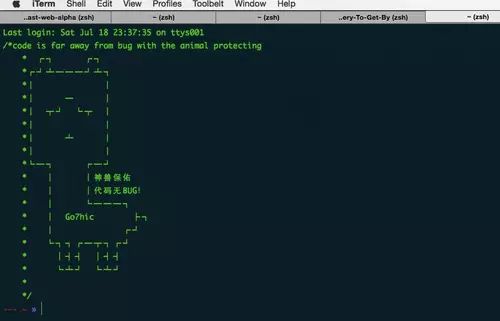 iTerm Shell Edit View Profiles Toolbelt Window Help
..ast-web-alpha (zsh) ~ (zsh) ~ (zsh) ..ery-To-Get-By (zsh) ~ (zsh)
Last login: Sat Jul 18 23:37:35 on ttys001
/*code is far away from bug with the animal protecting
神兽保佑
代码无BUG!
Go7hic
*/
~ »